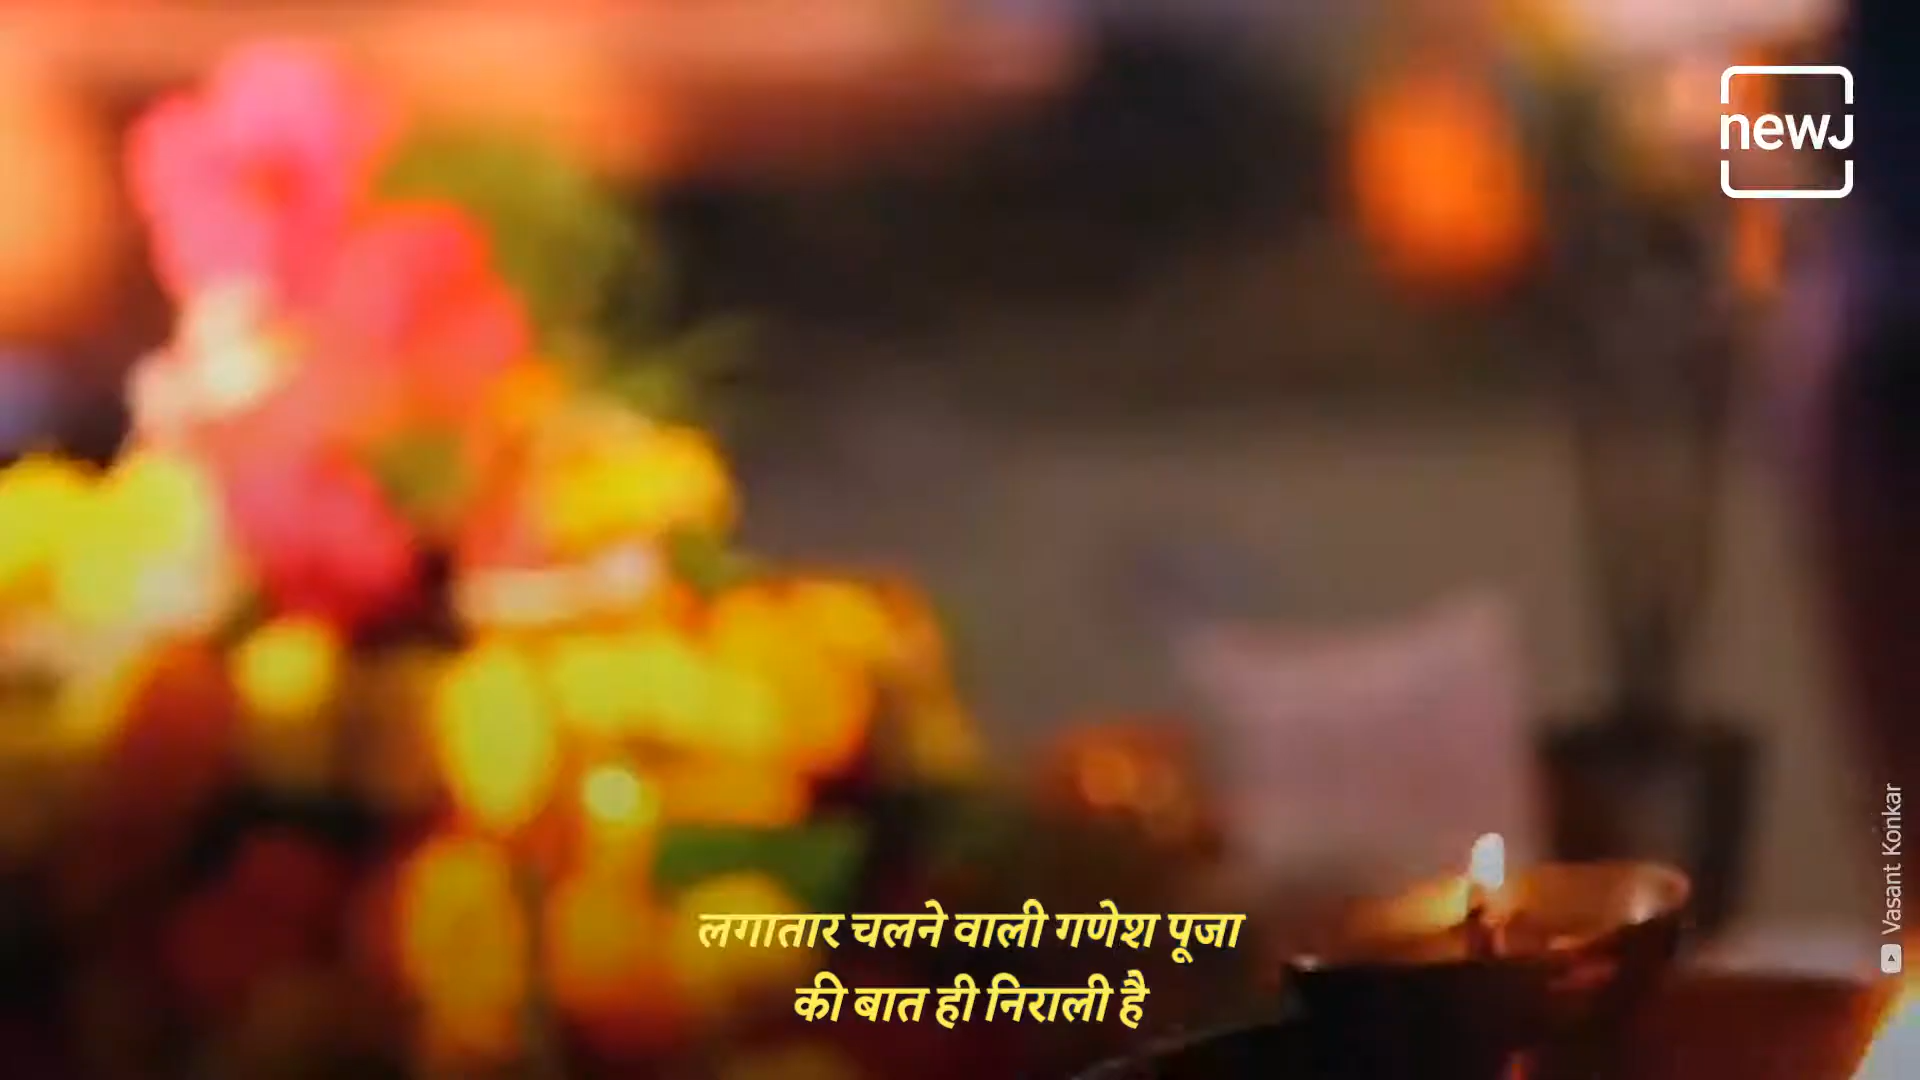 newJ
लगातार चलने वाली गणेश पूजा
की बात ही निराली है
Vasant Konkar